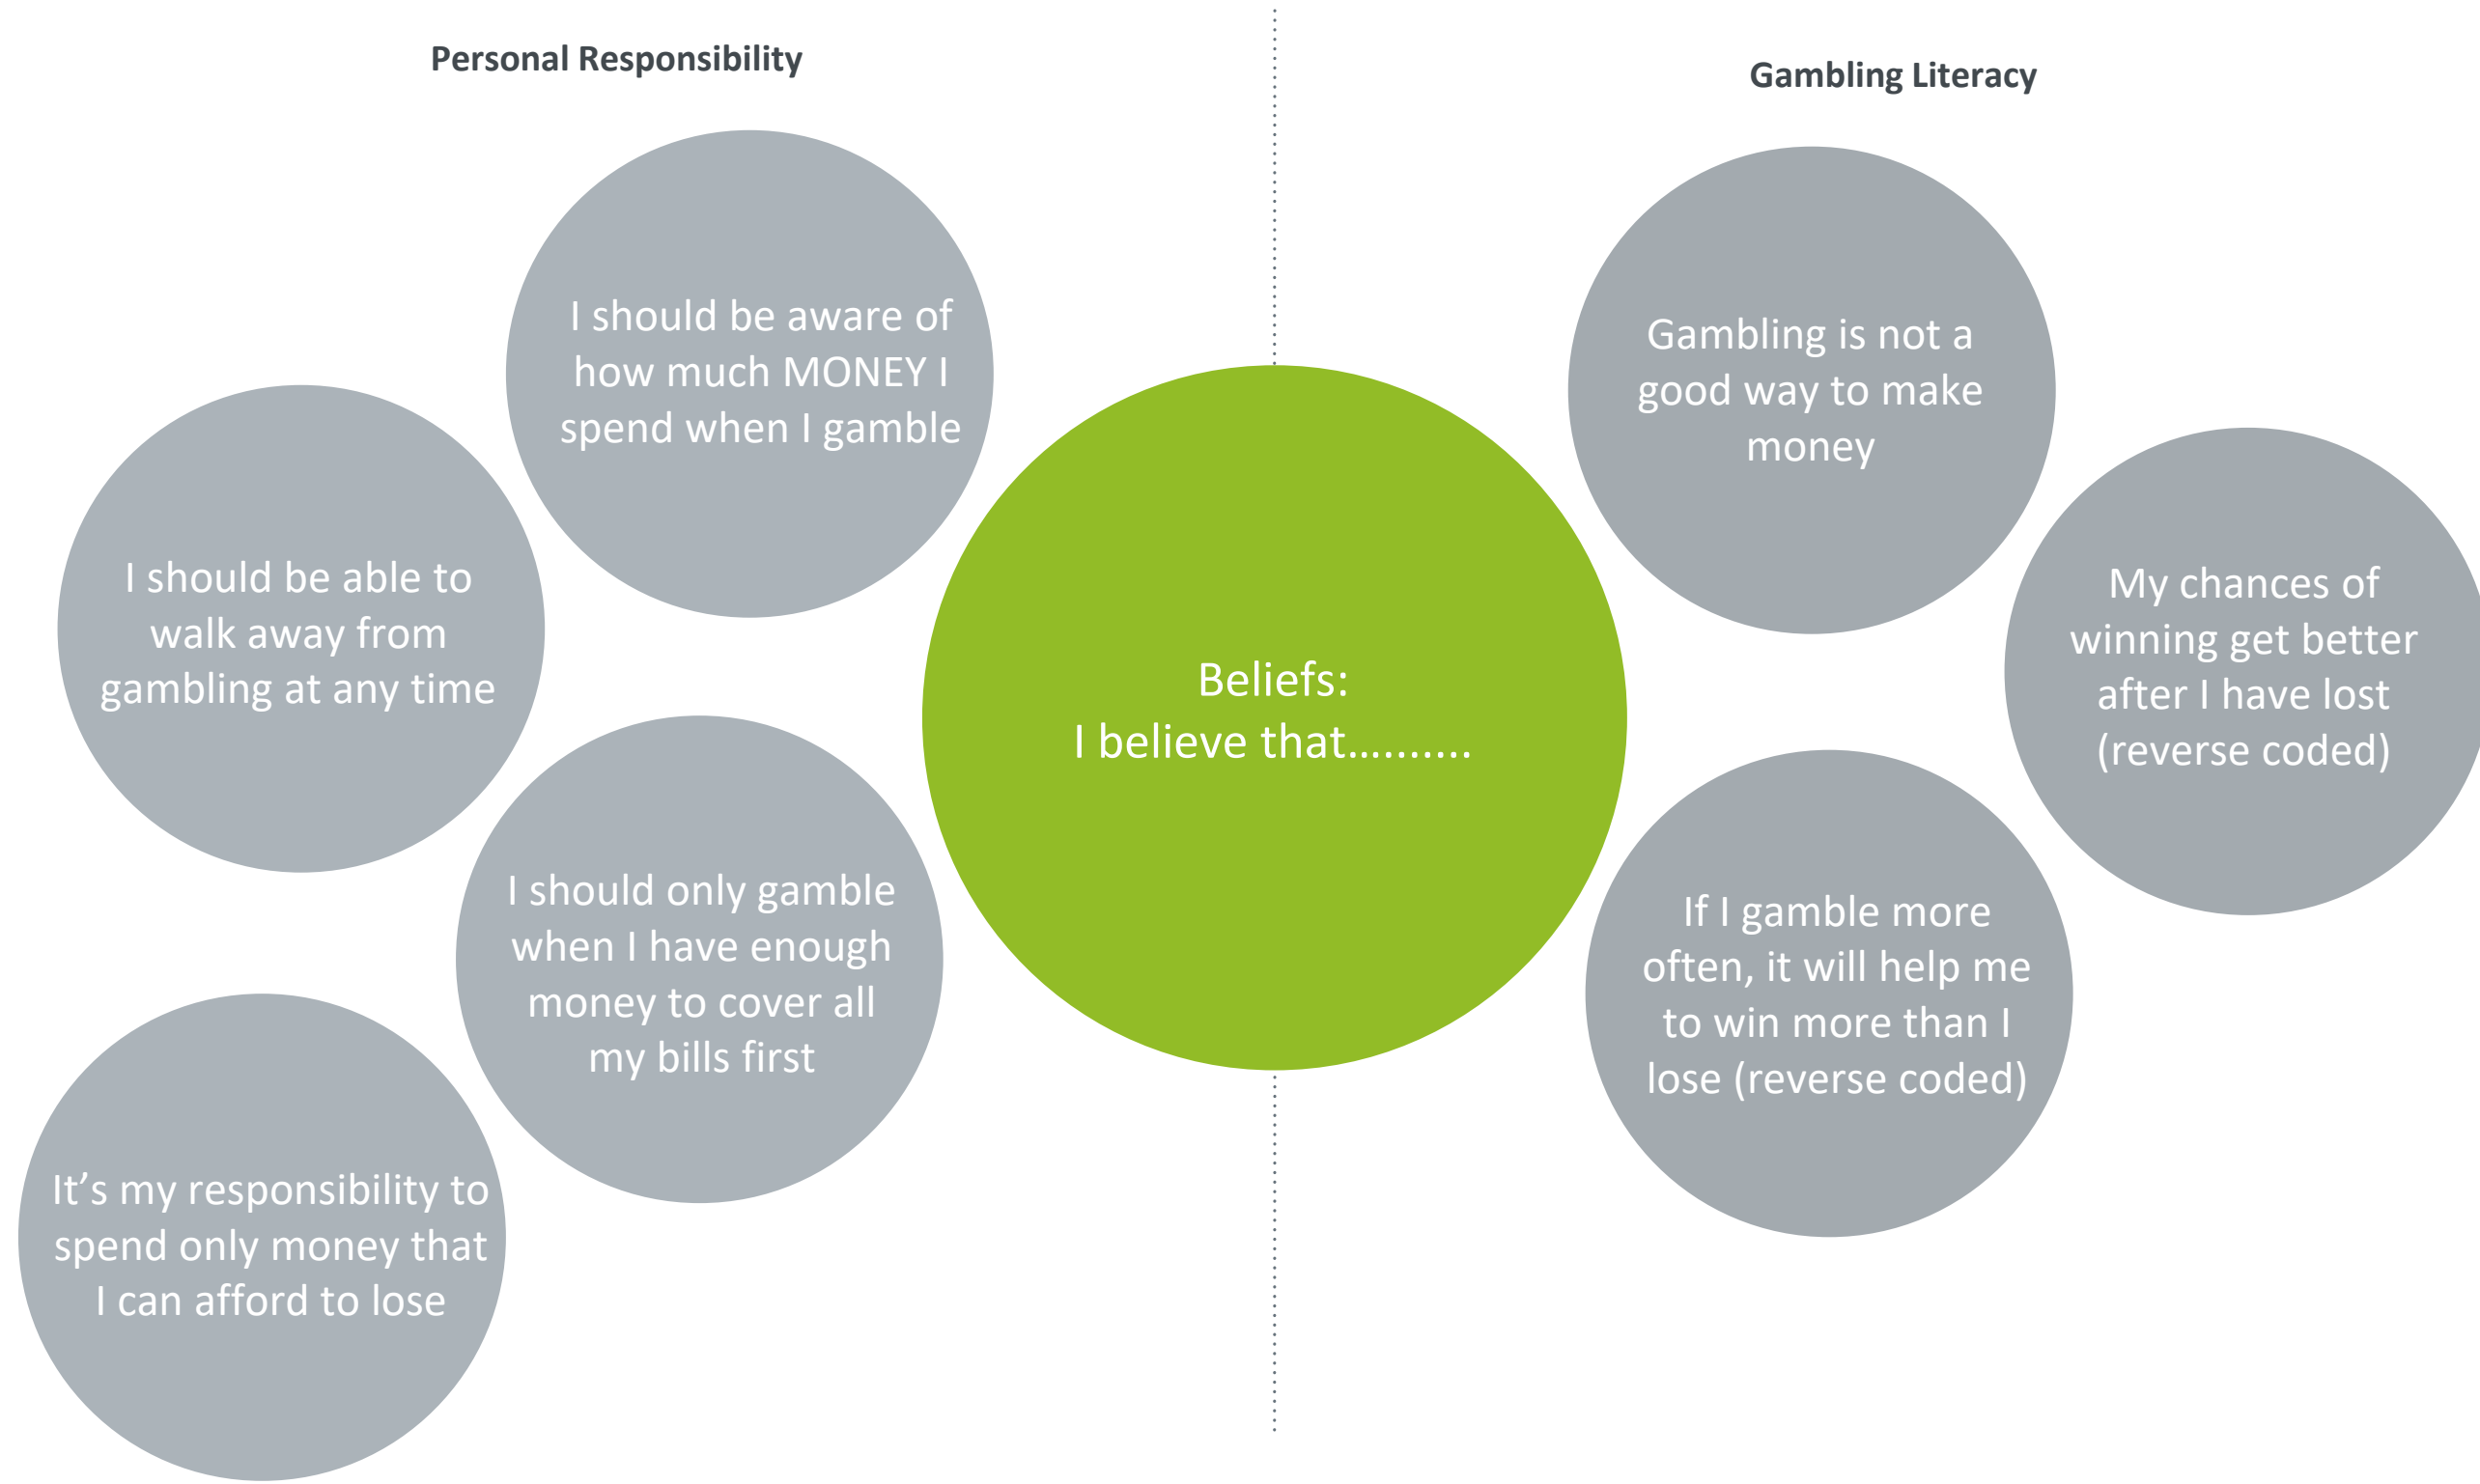 Personal Responsibility
I should be aware of
how much MONEY I
spend when I gamble
I should be able to
walk away from
gambling at any time
I should only gamble
when I have enough
money to cover all
my bills first
It’s my responsibility to
spend only money that
I can afford to lose
Beliefs:
I believe that……….
Gambling Literacy
Gambling is not a
good way to make
money
My chances of
winning get better
after I have lost
(reverse coded)
If I gamble more
often, it will help me
to win more than I
lose (reverse coded)